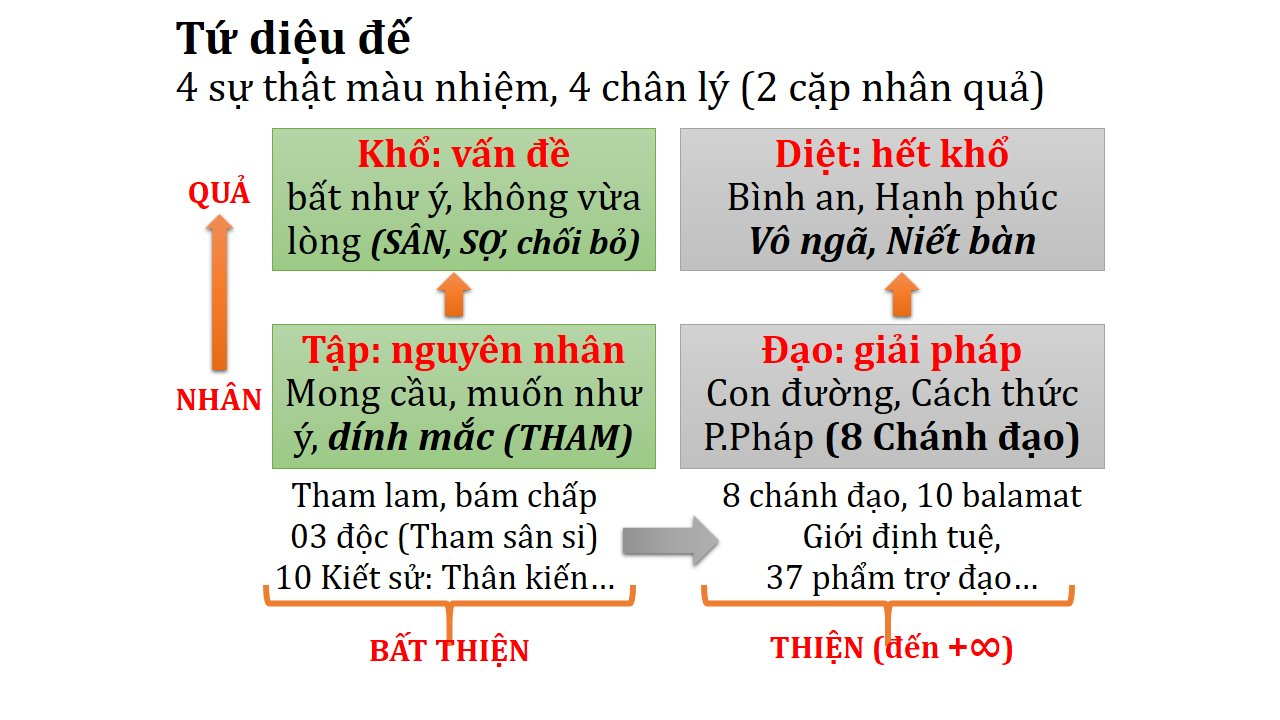 Tứ diệu đế
4 sự thật màu nhiệm, 4 chân lý (2 cặp nhân quả)
QUẢ
NHÂN
Khổ: vấn đề
bất như ý, không vừa
lòng (SÂN, SỢ, chối bỏ)
Diệt: hết khổ
Bình an, Hạnh phúc
Vô ngã, Niết bàn
Tập: nguyên nhân
Mong cầu, muốn như
ý, dính mắc (THAM)
Đạo: giải pháp
Con đường, Cách thức
P.Pháp (8 Chánh đạo)
Tham lam, bám chấp
03 độc (Tham sân si)
10 Kiết sử: Thân kiến...
8 chánh đạo, 10 balamat
Giới định tuệ,
37 phẩm trợ đạo...
BẤT THIỆN
THIỆN (đến +∞)